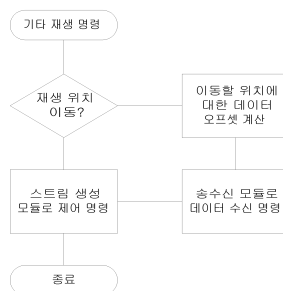 기타 재생 명령
재생 위치
이동?
이동할 위치에
대한 데이터
오프셋 계산
스트림 생성
모듈로 제어 명령
송수신 모듈로
데이터 수신 명령
종료